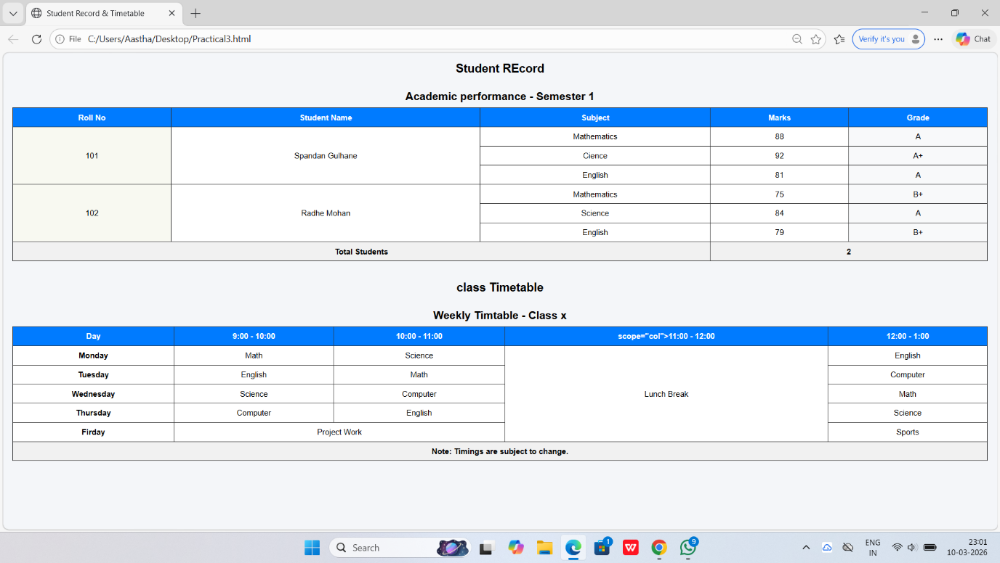 Student Record & Timetable
File C:/Users/Aastha/Desktop/Practical3.html
Verify it's you
Chat
Student REcord
Academic performance - Semester 1
Roll No Student Name Subject Marks Grade
101 Spandan Gulhane Mathematics 88 A
Cience 92 A+
English 81 A
102 Radhe Mohan Mathematics 75 B+
Science 84 A
English 79 B+
Total Students 2
class Timetable
Weekly Timtable - Class x
Day 9:00 - 10:00 10:00 - 11:00 scope="col">11:00 - 12:00 12:00 - 1:00
Monday Math Science Lunch Break English
Tuesday English Math Computer
Wednesday Science Computer Math
Thursday Computer English Science
Firday Project Work Sports
Note: Timings are subject to change.
Search
1
W
9
ENG
IN
23:01
10-03-2026